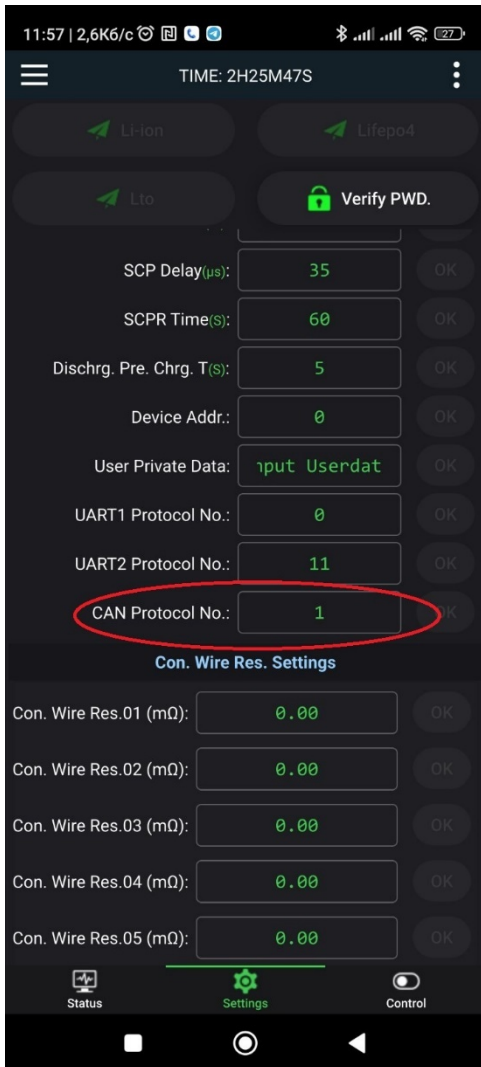 11:57 | 2,6Кб/с
27
TIME: 2H25M47S
Li-ion
Lifepo4
Lto
Verify PWD.
SCP Delay(μs): 35 OK
SCPR Time(S): 60 OK
Dischrg. Pre. Chrg. T(S): 5 OK
Device Addr.: 0 OK
User Private Data: nput Userdat OK
UART1 Protocol No.: 0 OK
UART2 Protocol No.: 11 OK
CAN Protocol No.: 1 OK
Con. Wire Res. Settings
Con. Wire Res.01 (mΩ): 0.00 OK
Con. Wire Res.02 (mΩ): 0.00 OK
Con. Wire Res.03 (mΩ): 0.00 OK
Con. Wire Res.04 (mΩ): 0.00 OK
Con. Wire Res.05 (mΩ): 0.00 OK
Status
Settings
Control